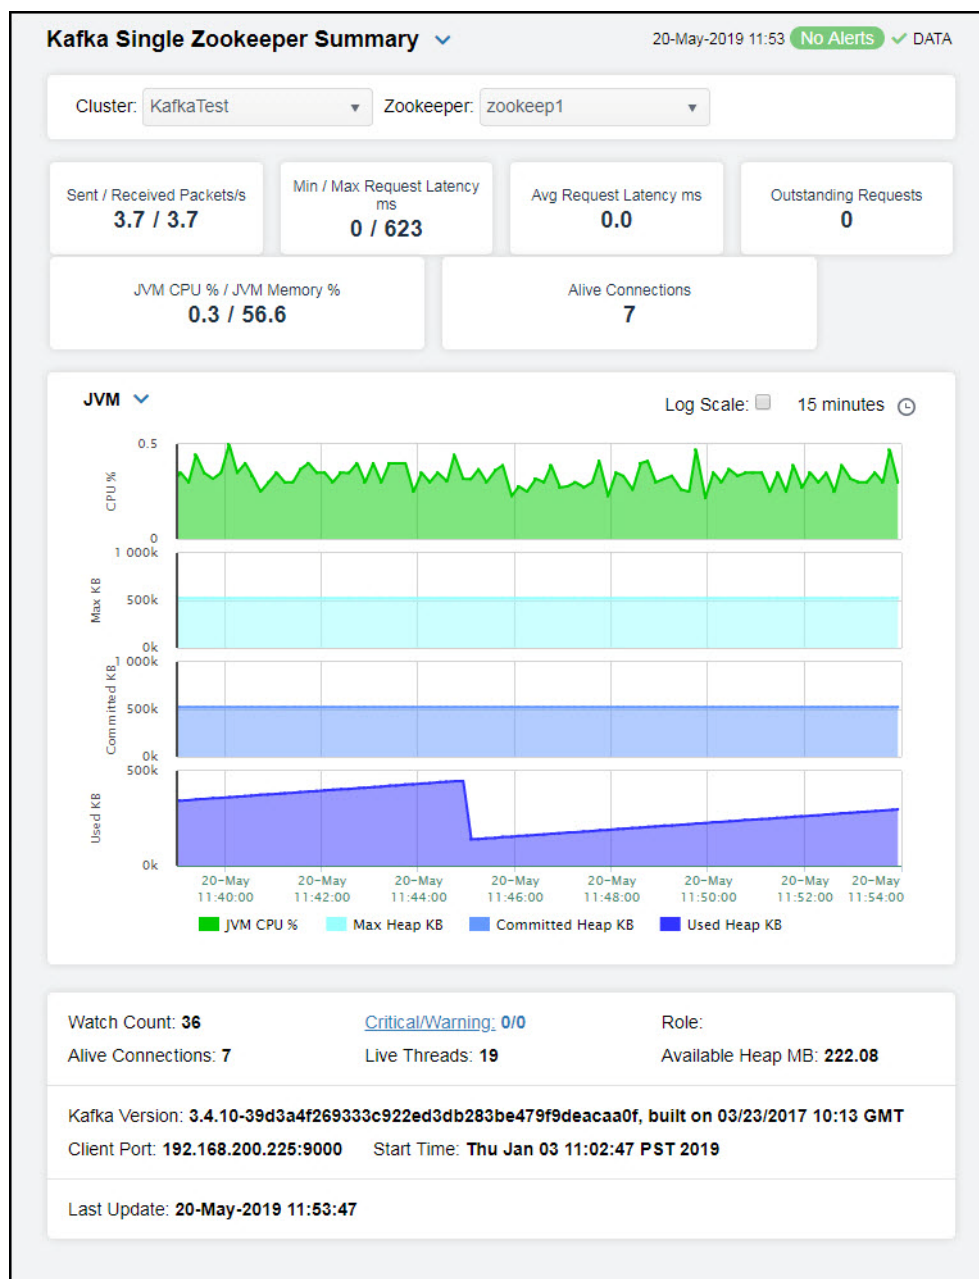 Kafka Single Zookeeper Summary
20-May-2019 11:53 No Alerts DATA
Cluster: KafkaTest Zookeeper: zookeep1
Sent / Received Packets/s
3.7 / 3.7
Min / Max Request Latency
ms
0 / 623
Avg Request Latency ms
0.0
Outstanding Requests
0
JVM CPU % / JVM Memory %
0.3 / 56.6
Alive Connections
7
JVM
Log Scale: 15 minutes
0.5
CPU %
0
1 000k
Max KB
500k
0k
1 000k
Committed KB
500k
0k
500k
Used KB
0k
20-May 20-May 20-May 20-May 20-May 20-May 20-May 20-May
11:40:00 11:42:00 11:44:00 11:46:00 11:48:00 11:50:00 11:52:00 11:54:00
JVM CPU % Max Heap KB Committed Heap KB Used Heap KB
Watch Count: 36 Critical/Warning: 0/0 Role:
Alive Connections: 7 Live Threads: 19 Available Heap MB: 222.08
Kafka Version: 3.4.10-39d3a4f269333c922ed3db283be479f9deacaa0f, built on 03/23/2017 10:13 GMT
Client Port: 192.168.200.225:9000 Start Time: Thu Jan 03 11:02:47 PST 2019
Last Update: 20-May-2019 11:53:47